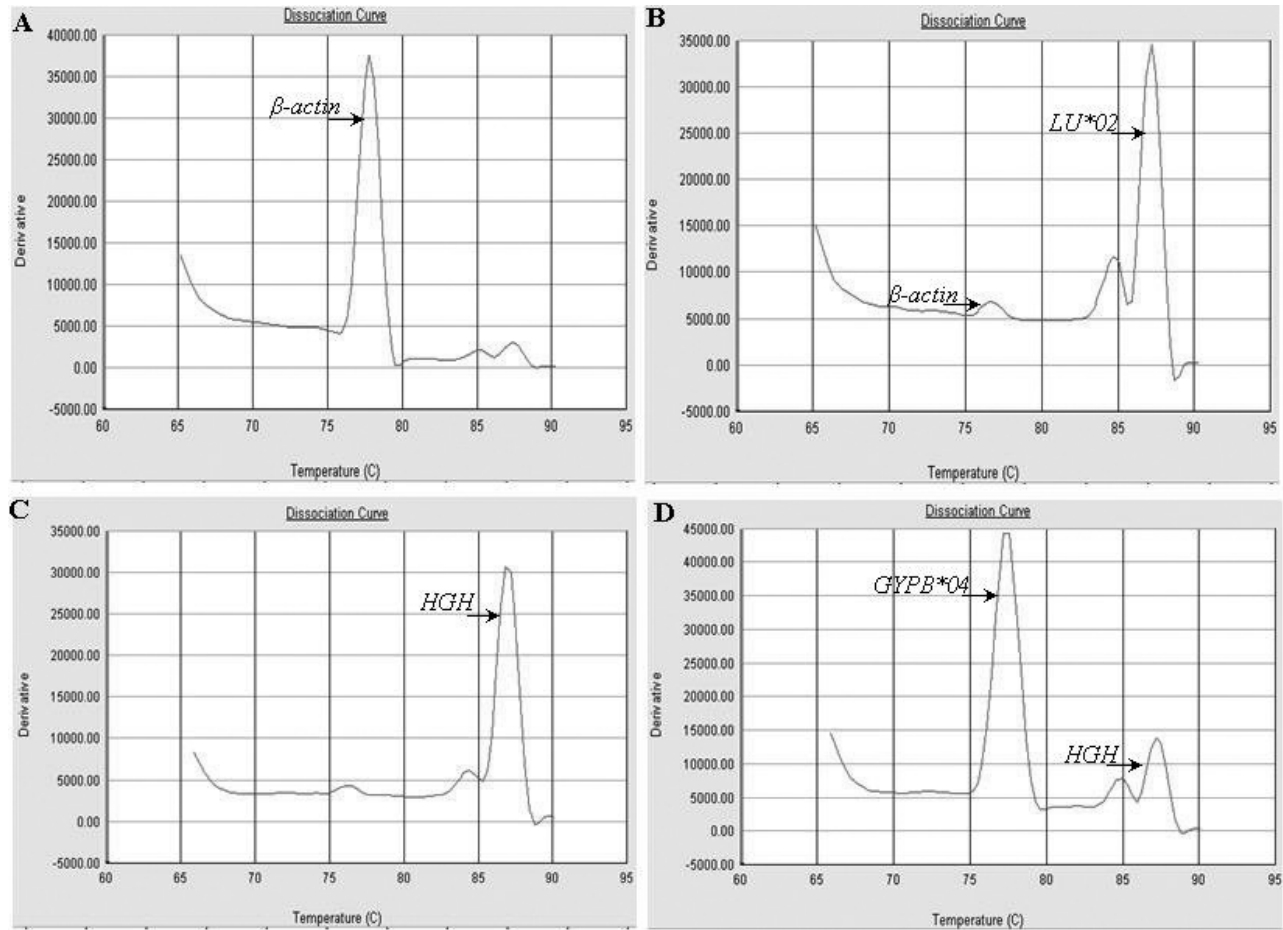 A
Dissociation Curve
40000.00
35000.00
30000.00
25000.00
20000.00
15000.00
10000.00
5000.00
0.00
-5000.00
β-actin
Derivative
60 65 70 75 80 85 90 95
Temperature (C)
B
Dissociation Curve
35000.00
30000.00
25000.00
20000.00
15000.00
10000.00
5000.00
0.00
-5000.00
LU*02
β-actin
Derivative
60 65 70 75 80 85 90 95
Temperature (C)
C
Dissociation Curve
35000.00
30000.00
25000.00
20000.00
15000.00
10000.00
5000.00
0.00
-5000.00
HGH
Derivative
60 65 70 75 80 85 90 95
Temperature (C)
D
Dissociation Curve
45000.00
40000.00
35000.00
30000.00
25000.00
20000.00
15000.00
10000.00
5000.00
0.00
-5000.00
GYPB*04
HGH
Derivative
60 65 70 75 80 85 90 95
Temperature (C)